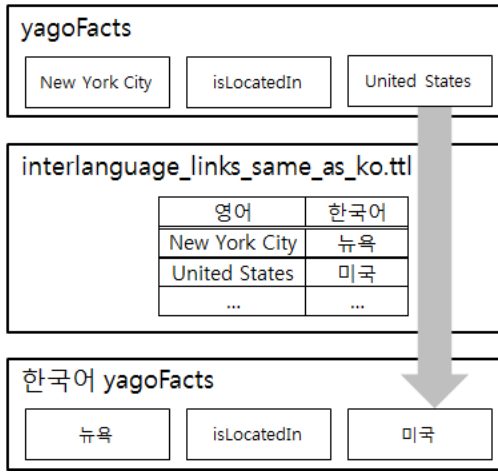 yagoFacts
New York City isLocatedIn United States
interlanguage_links_same_as_ko.ttl
영어 한국어
New York City 뉴욕
United States 미국
... ...
한국어 yagoFacts
뉴욕 isLocatedIn 미국